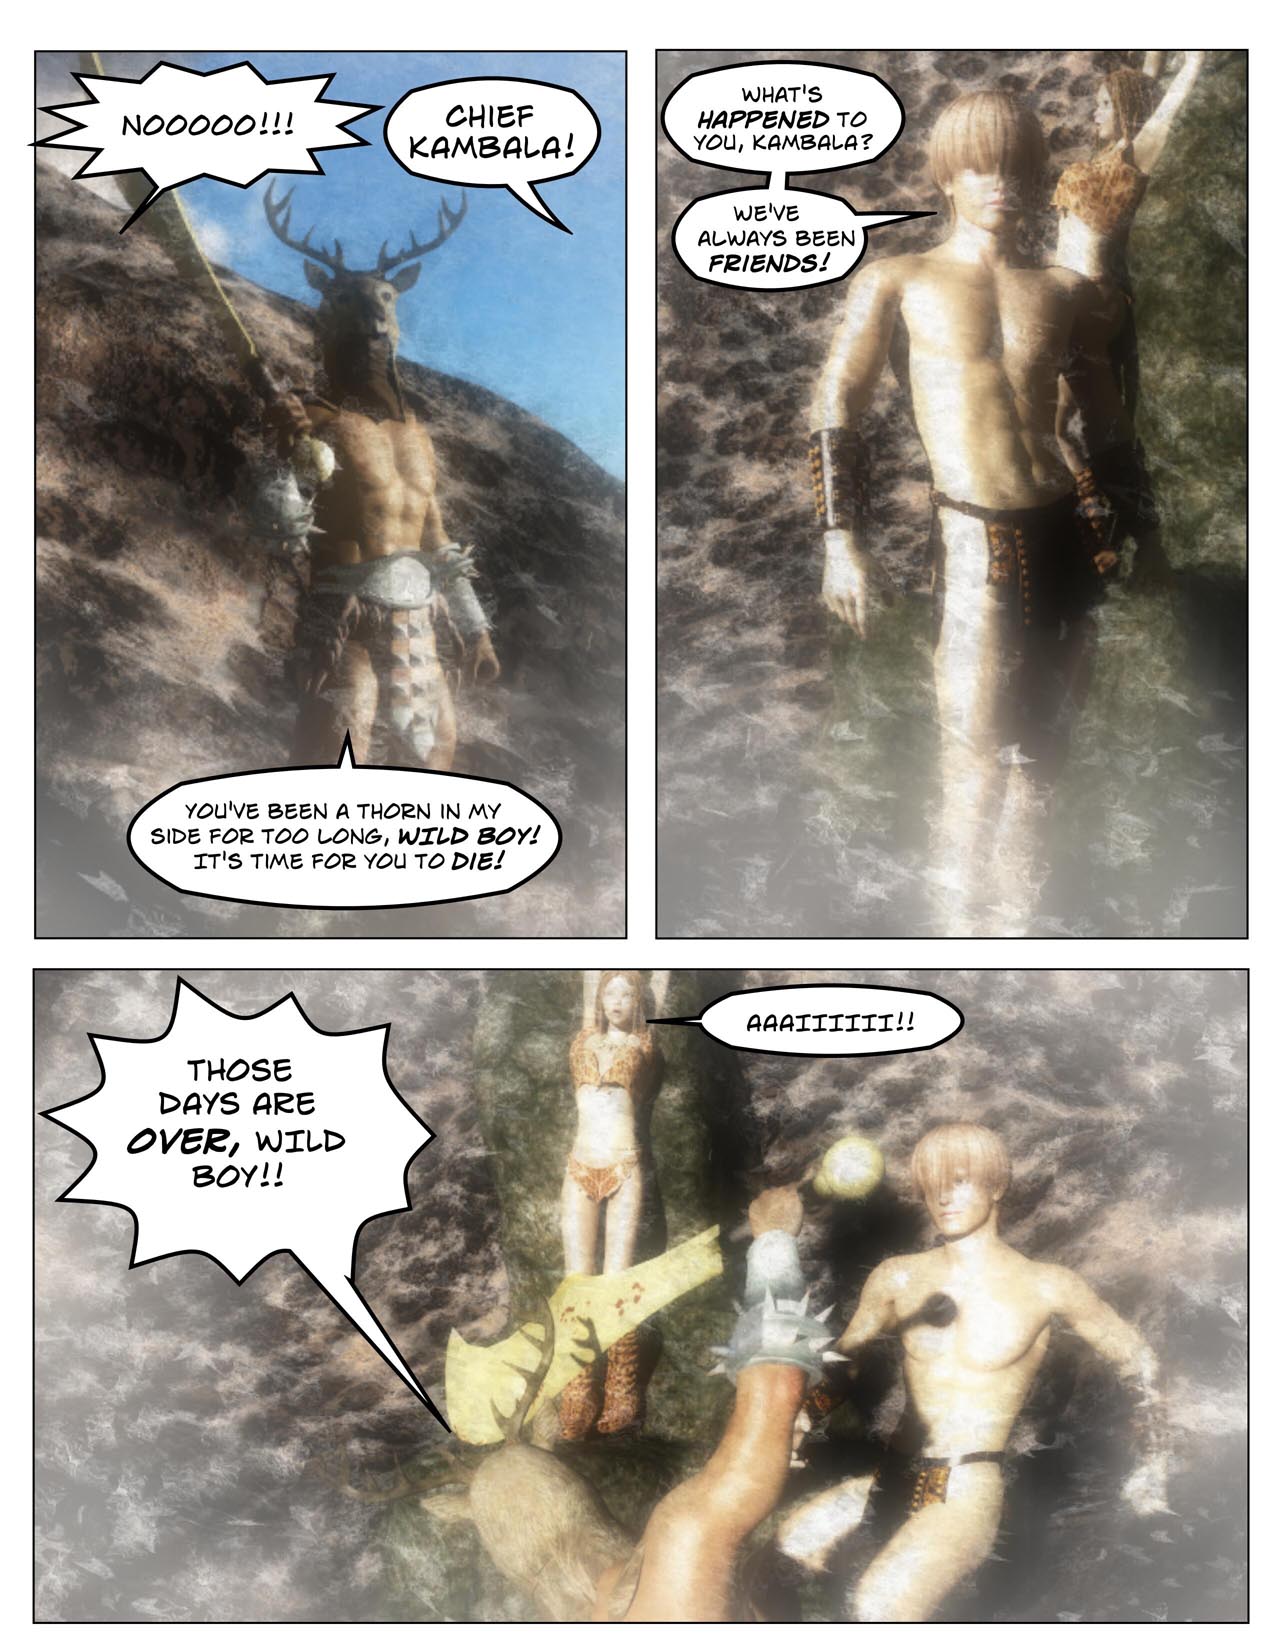 NOOOOO!!!
CHIEF
KAMBALA!
YOU'VE BEEN A THORN IN MY
SIDE FOR TOO LONG, WILD BOY!
IT'S TIME FOR YOU TO DIE!
WHAT'S
HAPPENED TO
YOU, KAMBALA?
WE'VE
ALWAYS BEEN
FRIENDS!
THOSE
DAYS ARE
OVER, WILD
BOY!!
AAAIIIIII!!